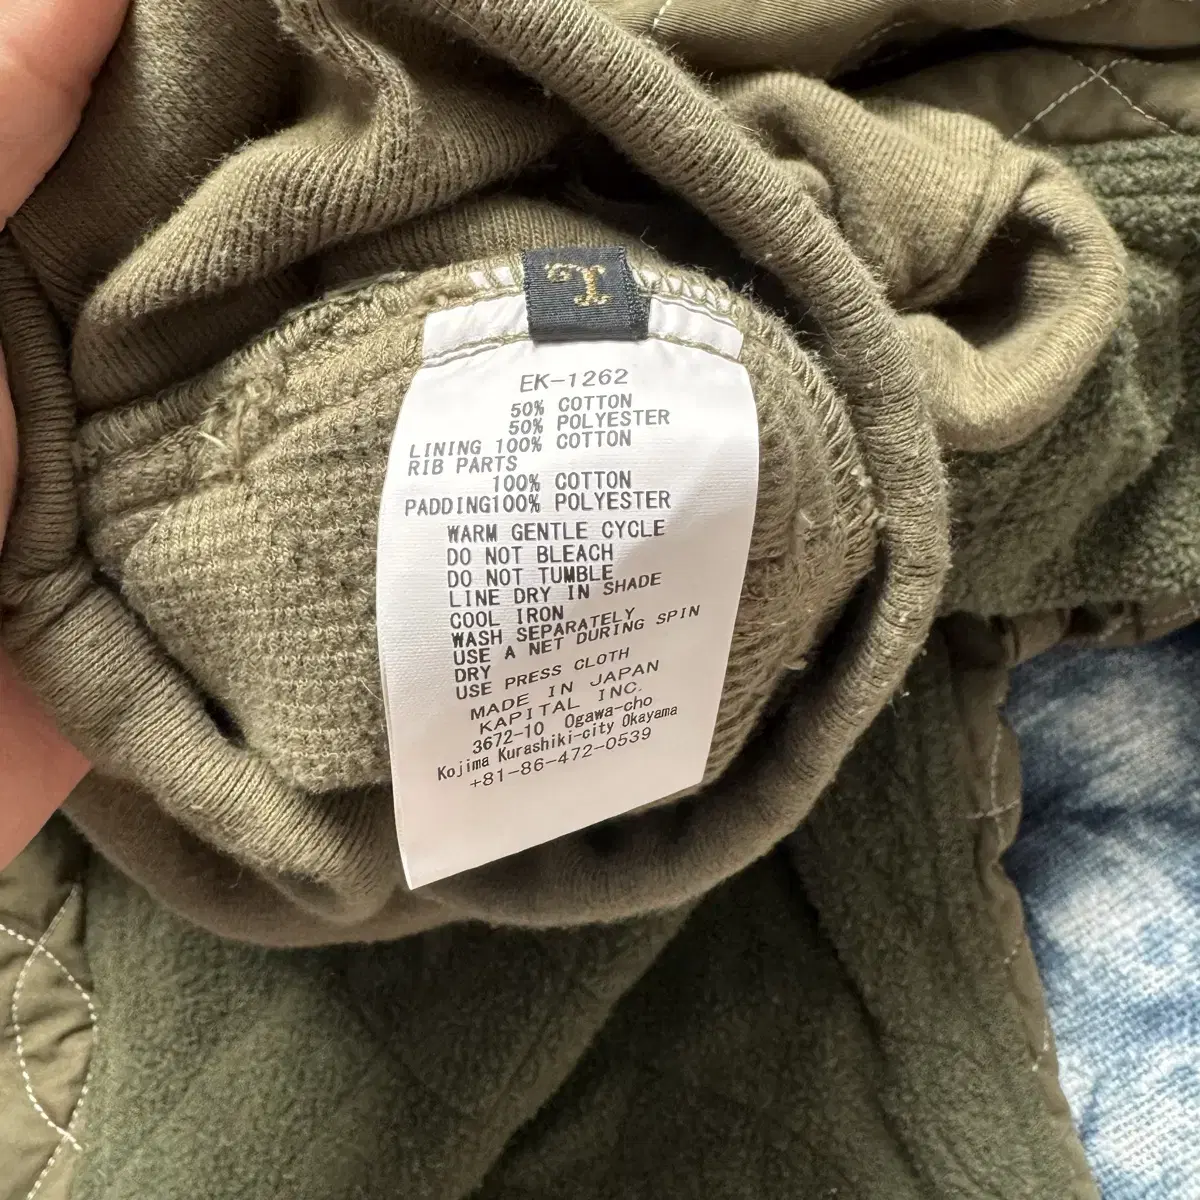 L
EK-1262
50% COTTON
50% POLYESTER
LINING 100% COTTON
RIB PARTS
100% COTTON
PADDING100% POLYESTER
WARM GENTLE CYCLE
DO NOT BLEACH
DO NOT TUMBLE
LINE DRY IN SHADE
COOL IRON
WASH SEPARATELY
USE A NET DURING SPIN
DRY
USE PRESS CLOTH
MADE IN JAPAN
KAPITAL INC.
3672-10 Ogawa-cho
Kojima Kurashiki-city Okayama
+81-86-472-0539